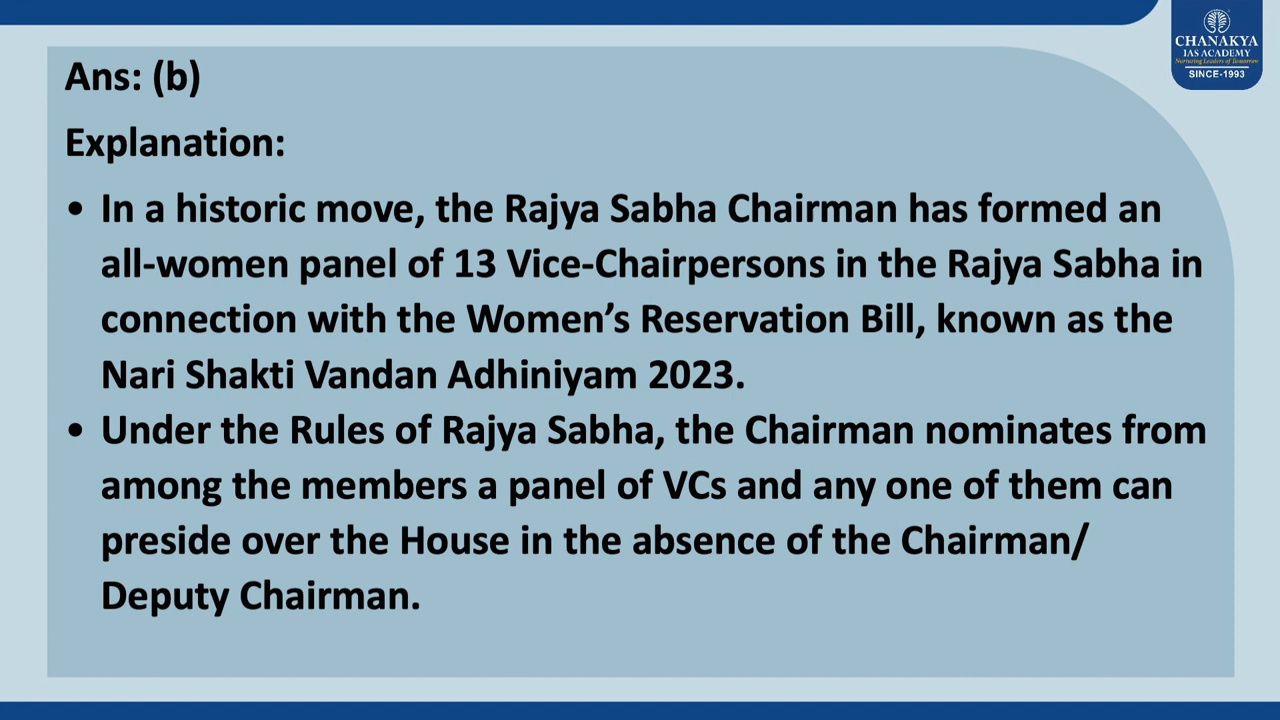 CHANAKYA
IAS ACADEMY
Nurturing Leaders of Tomorrow
SINCE-1993
Ans: (b)
Explanation:
• In a historic move, the Rajya Sabha Chairman has formed an
all-women panel of 13 Vice-Chairpersons in the Rajya Sabha in
connection with the Women’s Reservation Bill, known as the
Nari Shakti Vandan Adhiniyam 2023.
• Under the Rules of Rajya Sabha, the Chairman nominates from
among the members a panel of VCs and any one of them can
preside over the House in the absence of the Chairman/
Deputy Chairman.